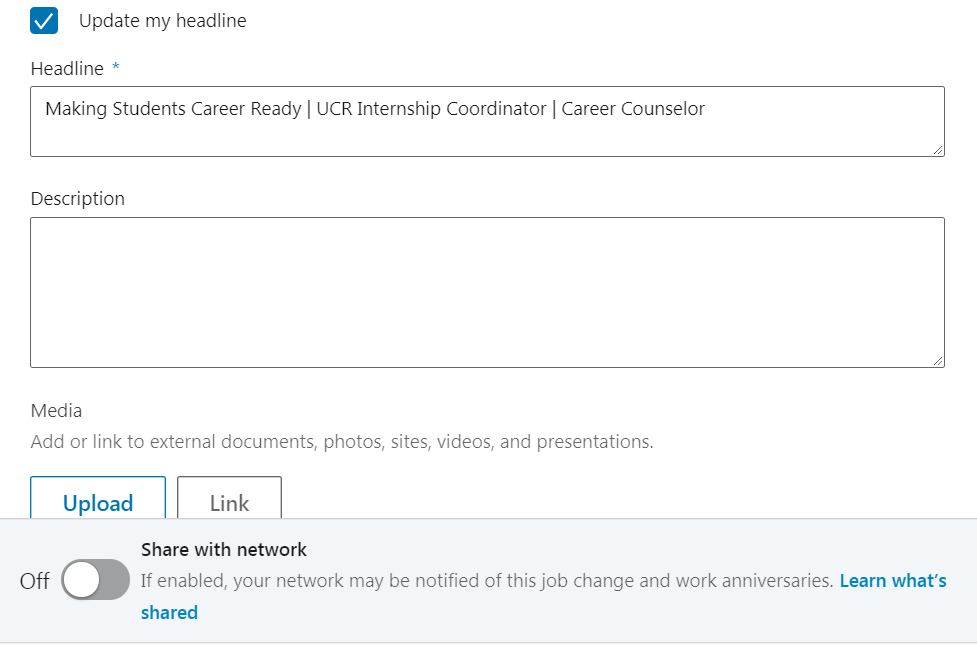 Update my headline
Headline *
Making Students Career Ready | UCR Internship Coordinator | Career Counselor
Description
Media
Add or link to external documents, photos, sites, videos, and presentations.
Upload
Link
Share with network
Off
If enabled, your network may be notified of this job change and work anniversaries. Learn what's
shared